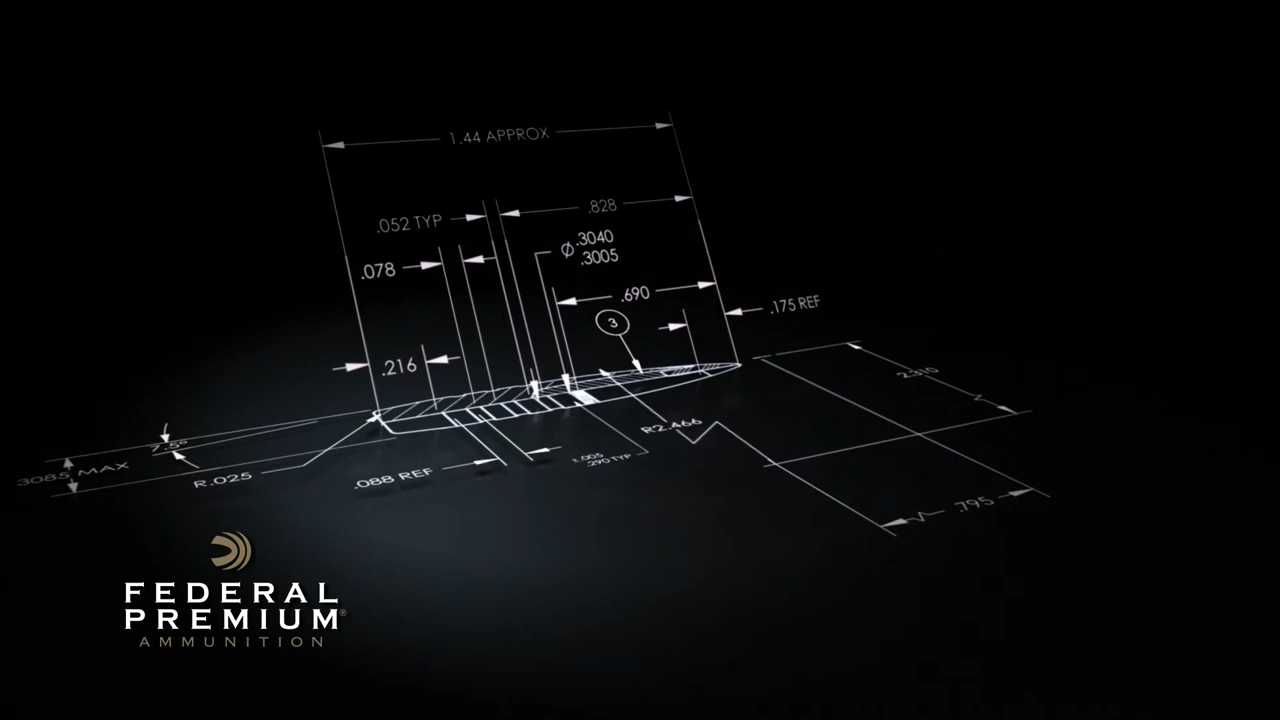 1.44 APPROX
.052 TYP
.828
Ø .3040
.3005
.078
.690
.175 REF
3
.216
2.310
R2.466
7.5°
.3085 MAX
R.025
.088 REF
±.005
.290 TYP
.795
FEDERAL
PREMIUM®
AMMUNITION